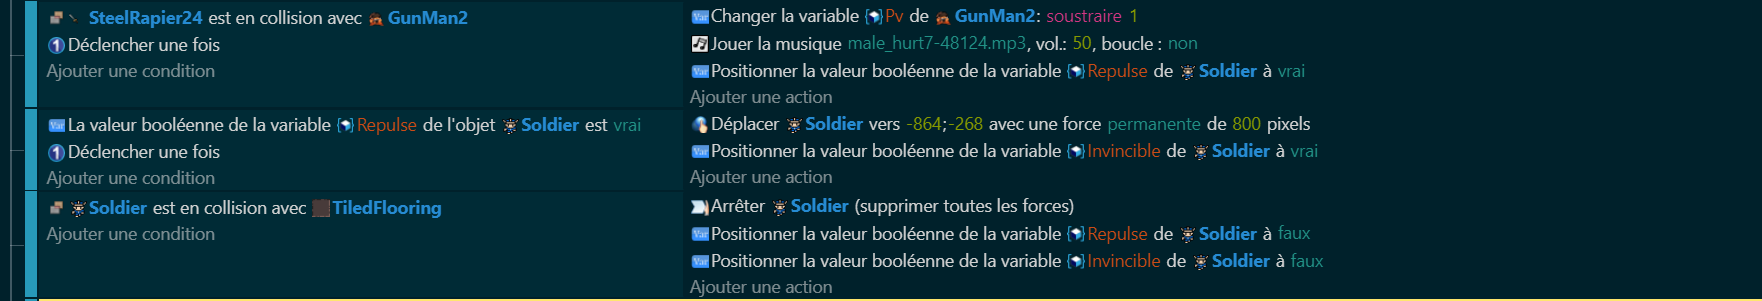 SteelRapier24 est en collision avec GunMan2
Déclencher une fois
Ajouter une condition
Var Changer la variable Pv de GunMan2: soustraire 1
Jouer la musique male_hurt7-48124.mp3, vol.: 50, boucle : non
Var Positionner la valeur booléenne de la variable Repulse de Soldier à vrai
Ajouter une action
Var La valeur booléenne de la variable Repulse de l'objet Soldier est vrai
Déclencher une fois
Ajouter une condition
Déplacer Soldier vers -864;-268 avec une force permanente de 800 pixels
Var Positionner la valeur booléenne de la variable Invincible de Soldier à vrai
Ajouter une action
Soldier est en collision avec TiledFlooring
Ajouter une condition
Arrêter Soldier (supprimer toutes les forces)
Var Positionner la valeur booléenne de la variable Repulse de Soldier à faux
Var Positionner la valeur booléenne de la variable Invincible de Soldier à faux
Ajouter une action